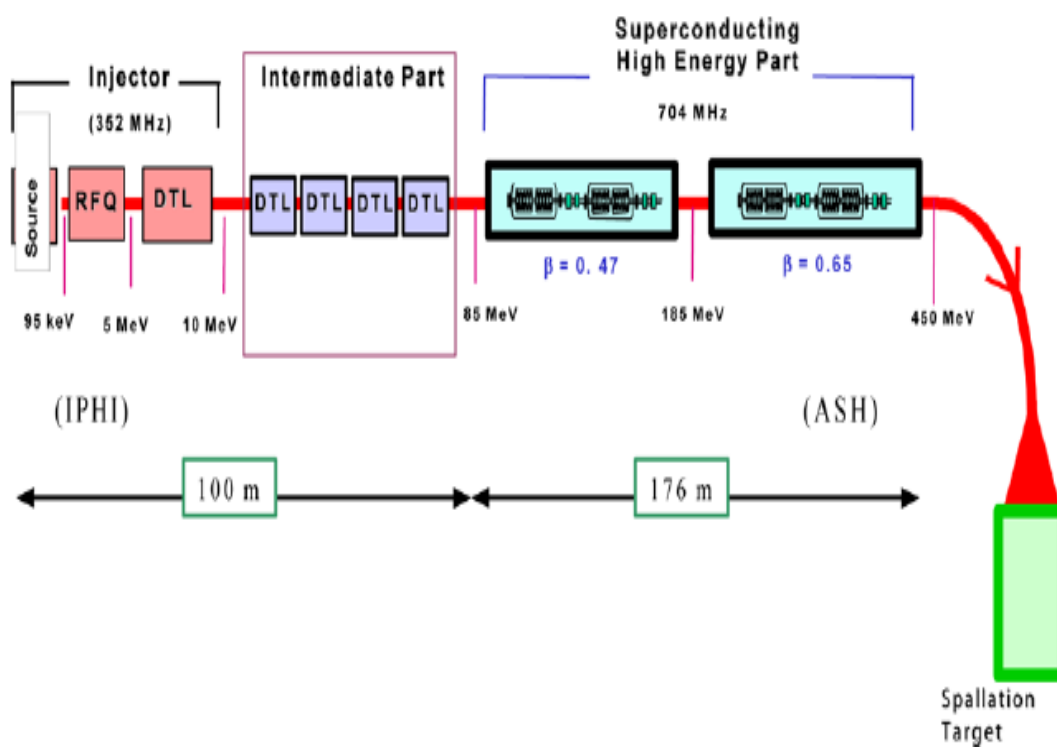 Superconducting
High Energy Part
Injector
(352 MHz)
Intermediate Part
704 MHz
Source
RFQ
DTL
DTL
DTL
DTL
DTL
β = 0. 47
β = 0.65
95 keV
5 MeV
10 MeV
85 MeV
185 MeV
450 MeV
(IPHI)
(ASH)
100 m
176 m
Spallation
Target